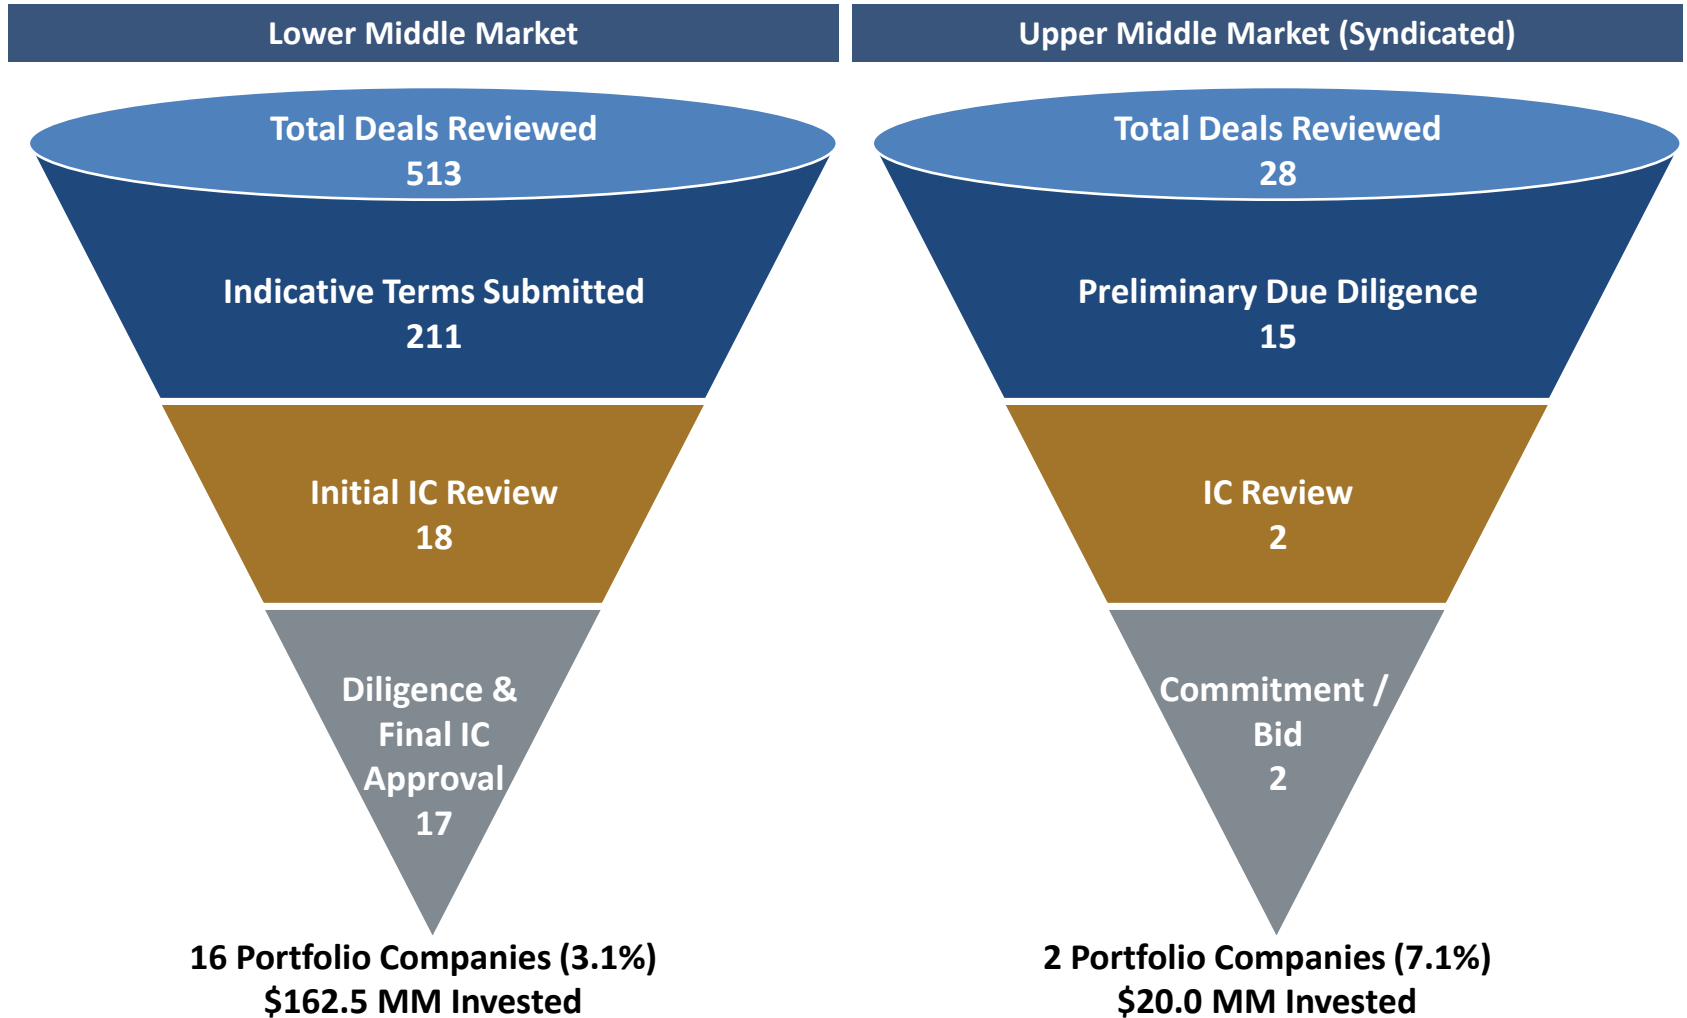 Lower Middle Market
Total Deals Reviewed
513
Indicative Terms Submitted
211
Initial IC Review
18
Diligence &
Final IC
Approval
17
16 Portfolio Companies (3.1%)
$162.5 MM Invested
Upper Middle Market (Syndicated)
Total Deals Reviewed
28
Preliminary Due Diligence
15
IC Review
2
Commitment /
Bid
2
2 Portfolio Companies (7.1%)
$20.0 MM Invested